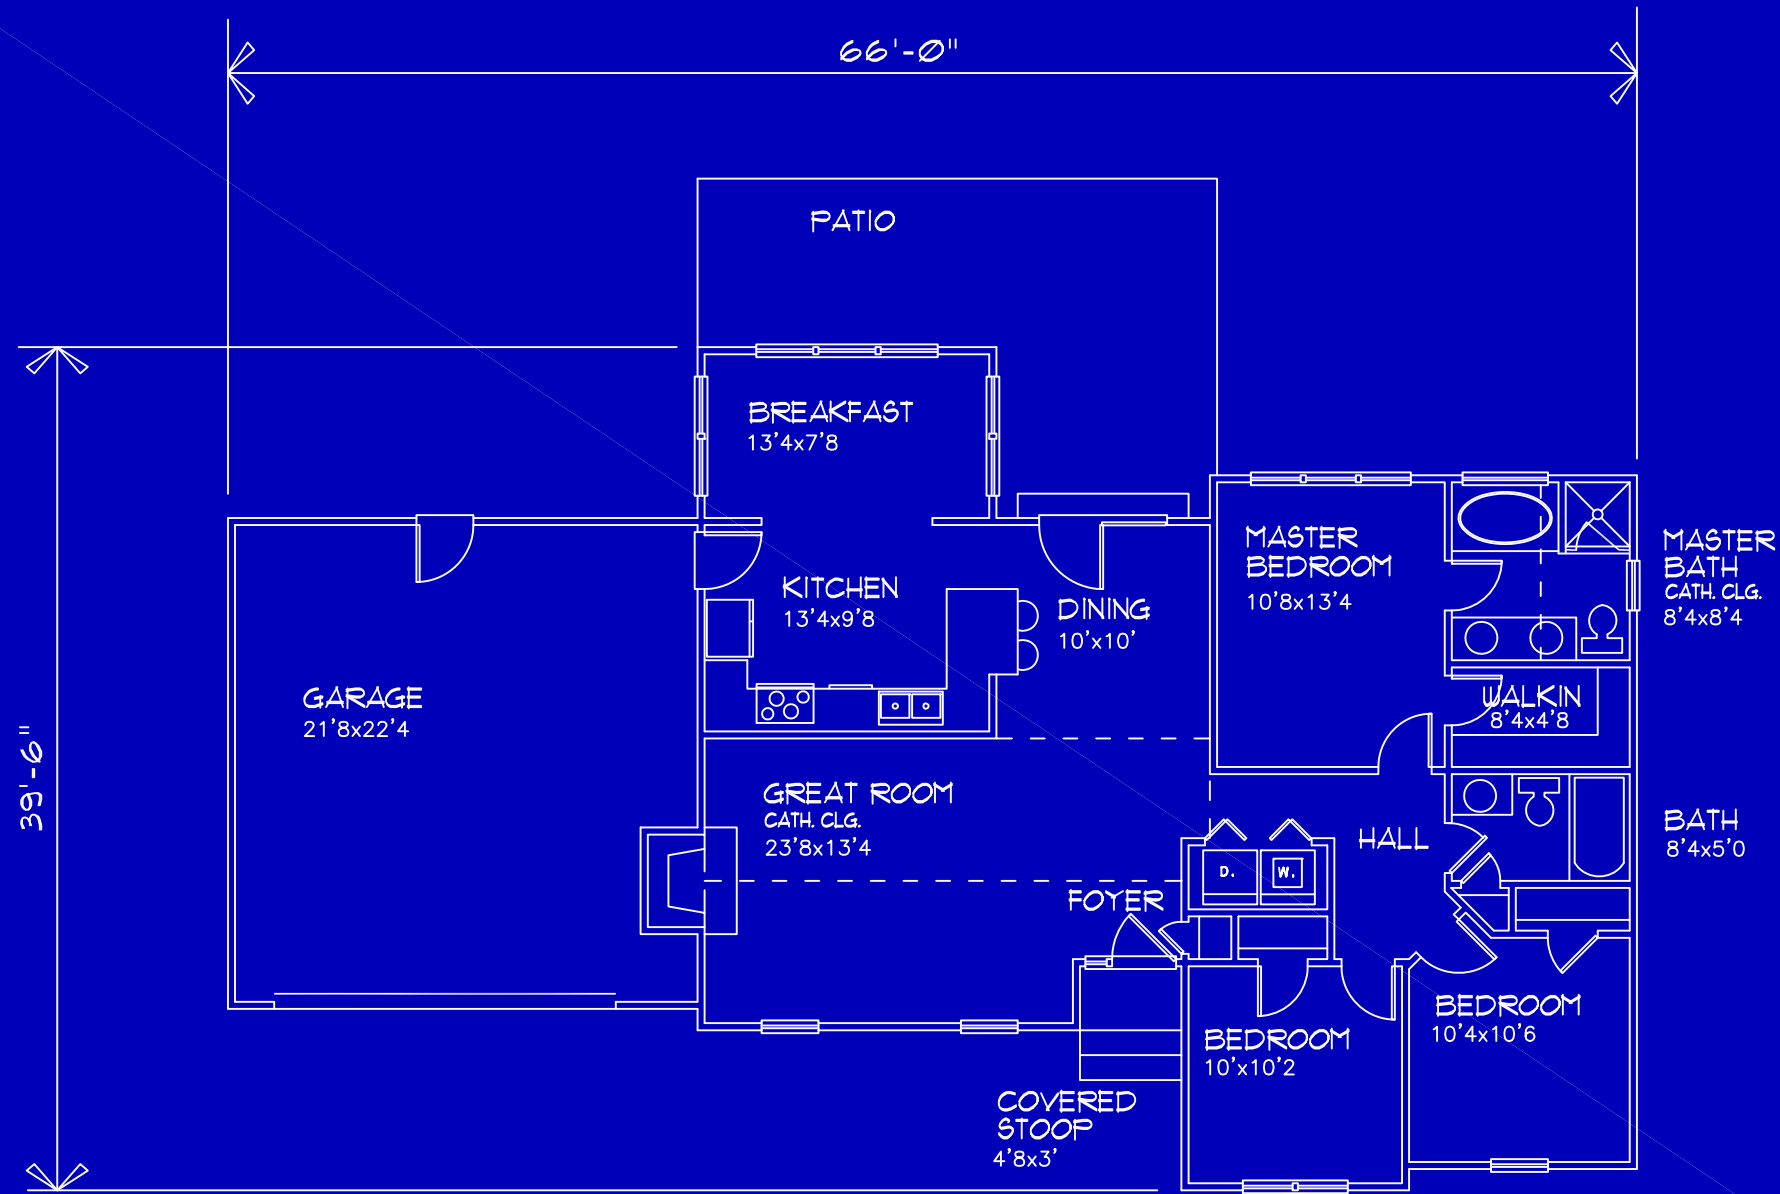 66'-0"
PATIO
BREAKFAST
13'4x7'8
MASTER
BEDROOM
10'8x13'4
MASTER
BATH
CATH. CLG.
8'4x8'4
KITCHEN
13'4x9'8
DINING
10'x10'
GARAGE
21'8x22'4
WALKIN
8'4x4'8
39'-6"
GREAT ROOM
CATH. CLG.
23'8x13'4
HALL
BATH
8'4x5'0
D.
W.
FOYER
BEDROOM
10'x10'2
BEDROOM
10'4x10'6
COVERED
STOOP
4'8x3'